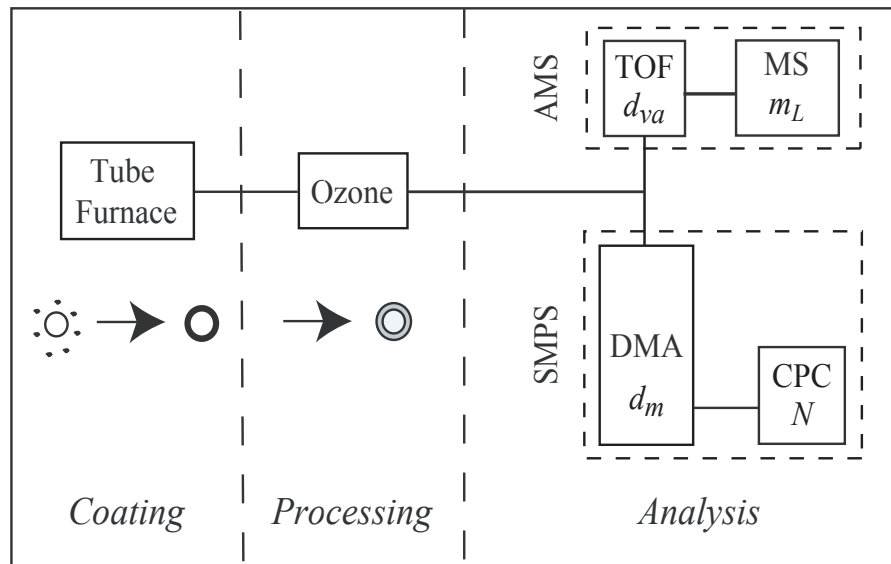 AMS
TOF
d_va
MS
m_L
Tube
Furnace
Ozone
SMPS
DMA
d_m
CPC
N
Coating
Processing
Analysis